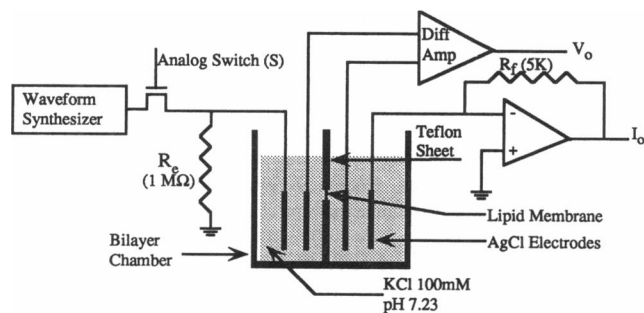 Analog Switch (S)
Waveform
Synthesizer
R_e
(1 MΩ)
Diff
Amp
V_o
R_f (5K)
-
+
I_o
Teflon
Sheet
Lipid Membrane
AgCl Electrodes
Bilayer
Chamber
KCl 100mM
pH 7.23